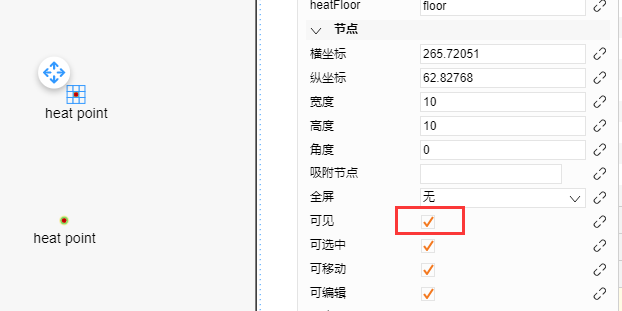 heat point
heat point
heatFloor floor
节点
横坐标 265.72051
纵坐标 62.82768
宽度 10
高度 10
角度 0
吸附节点
全屏 无
可见
可选中
可移动
可编辑